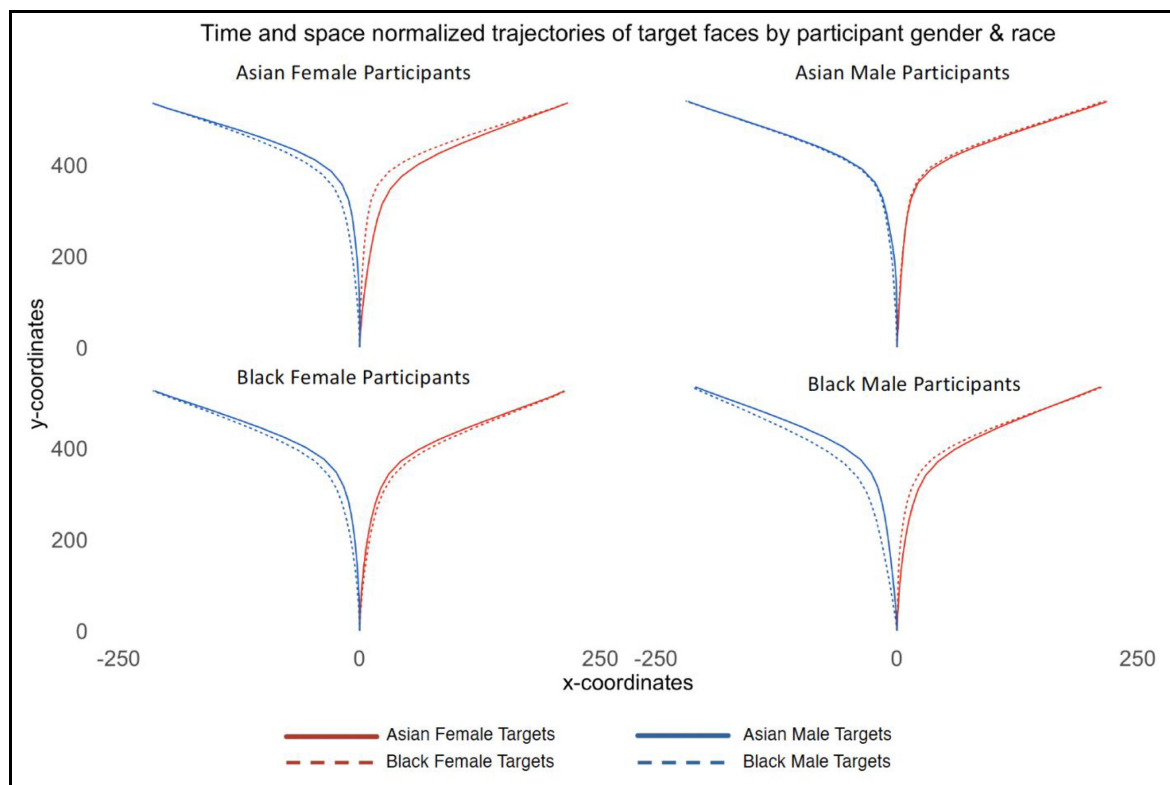 Time and space normalized trajectories of target faces by participant gender & race
Asian Female Participants
Asian Male Participants
400
200
0
Black Female Participants
Black Male Participants
y-coordinates
400
200
0
-250
0
250
-250
0
250
x-coordinates
Asian Female Targets
Asian Male Targets
Black Female Targets
Black Male Targets